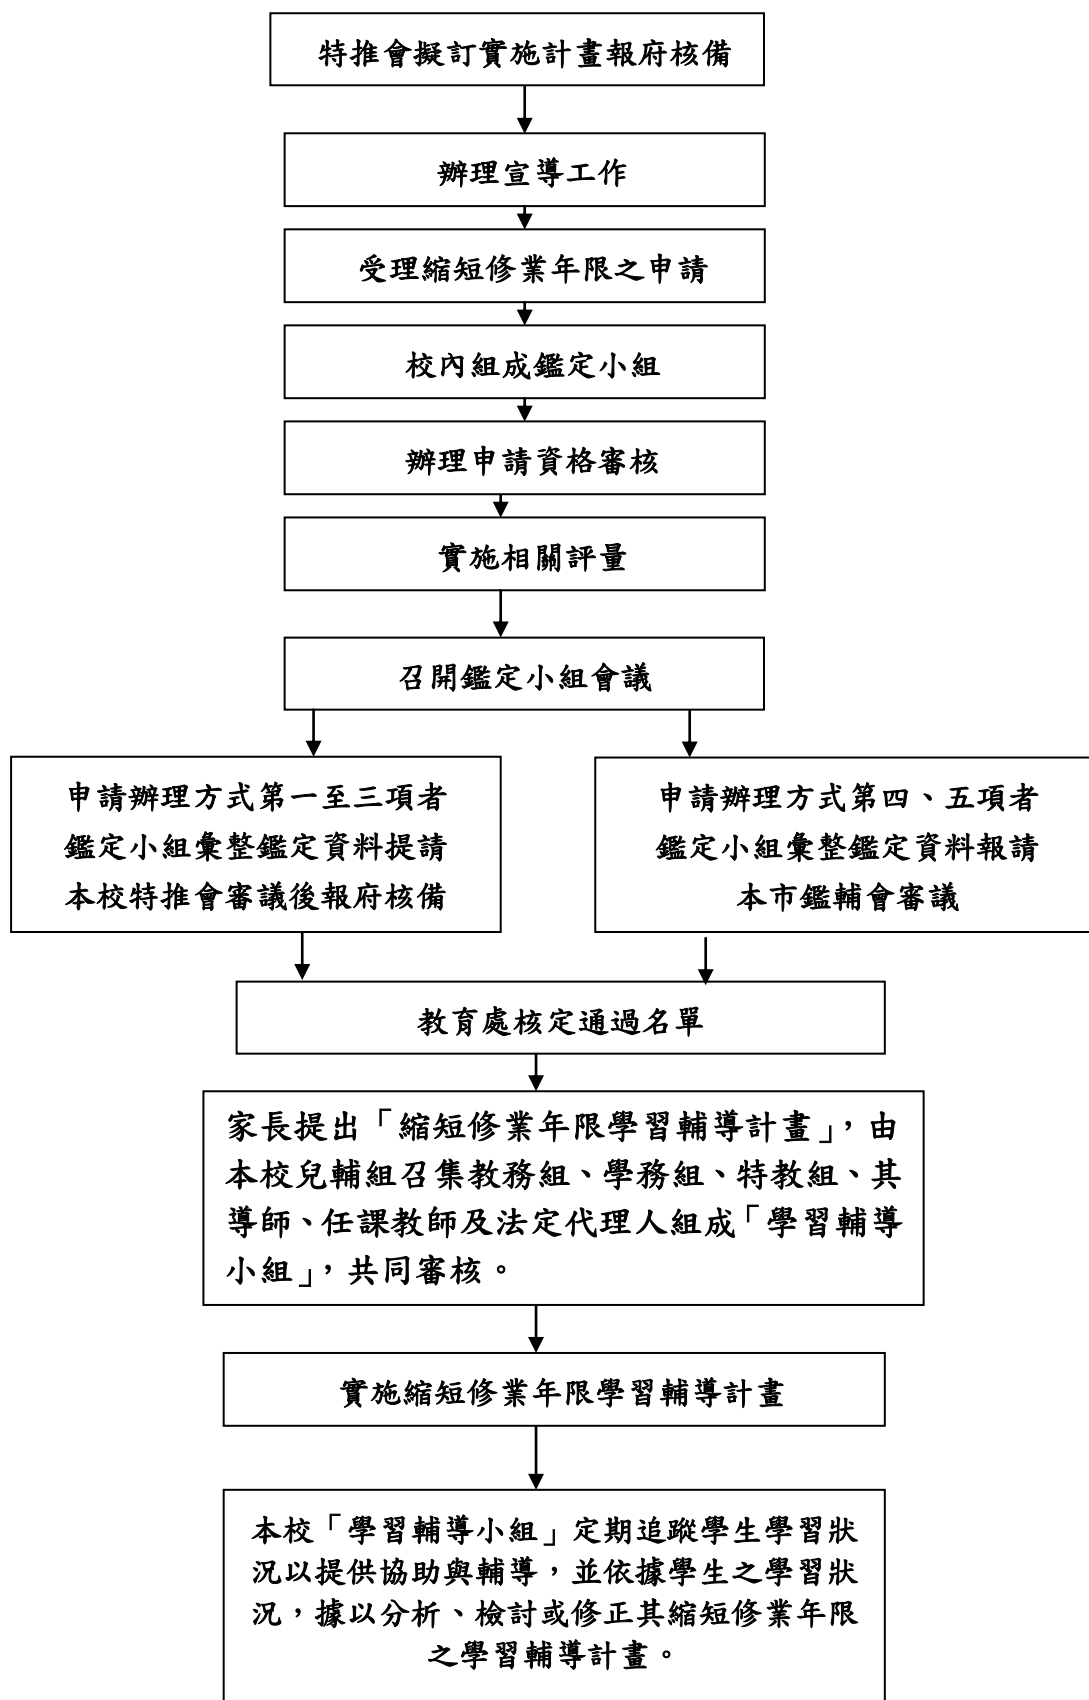 特推會擬訂實施計畫報府核備
辦理宣導工作
受理縮短修業年限之申請
校內組成鑑定小組
辦理申請資格審核
實施相關評量
召開鑑定小組會議
申請辦理方式第一至三項者
鑑定小組彙整鑑定資料提請
本校特推會審議後報府核備
申請辦理方式第四、五項者
鑑定小組彙整鑑定資料報請
本市鑑輔會審議
教育處核定通過名單
家長提出「縮短修業年限學習輔導計畫」,由
本校兒輔組召集教務組、學務組、特教組、其
導師、任課教師及法定代理人組成「學習輔導
小組」,共同審核。
實施縮短修業年限學習輔導計畫
本校「學習輔導小組」定期追蹤學生學習狀
況以提供協助與輔導,並依據學生之學習狀
況,據以分析、檢討或修正其縮短修業年限
之學習輔導計畫。